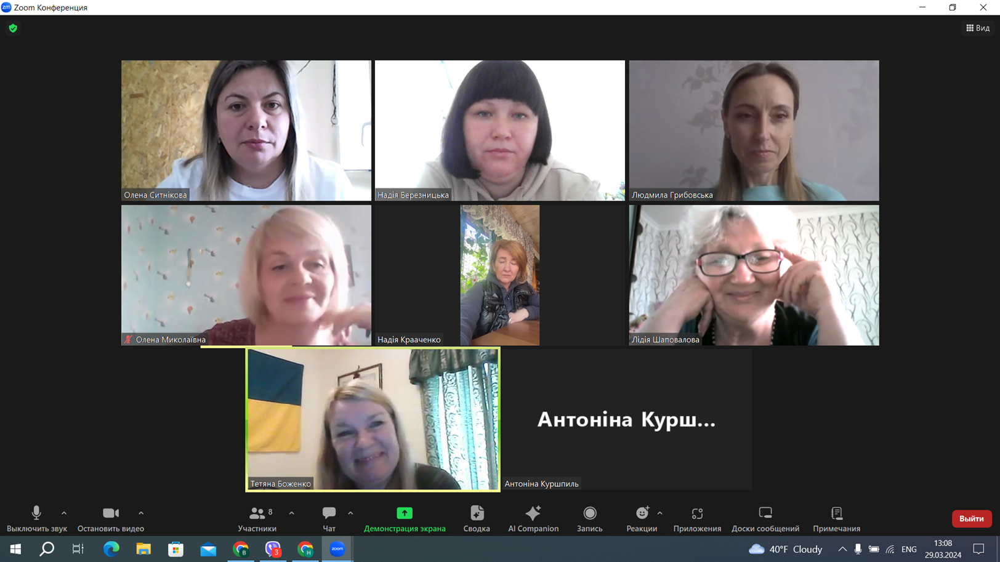 Zoom Конференция
Вид
Олена Ситнікова
Надія Березницька
Людмила Грибовська
Олена Миколаївна
Надія Крааченко
Лідія Шаповалова
Тетяна Боженко
Антоніна Курш...
Антоніна Куршпиль
8
Выключить звук
Остановить видео
Участники
Чат
Демонстрация экрана
Сводка
AI Companion
Запись
Реакции
Приложения
Доски сообщений
Примечания
Выйти
3
zoom
40°F Cloudy
ENG
13:08
29.03.2024